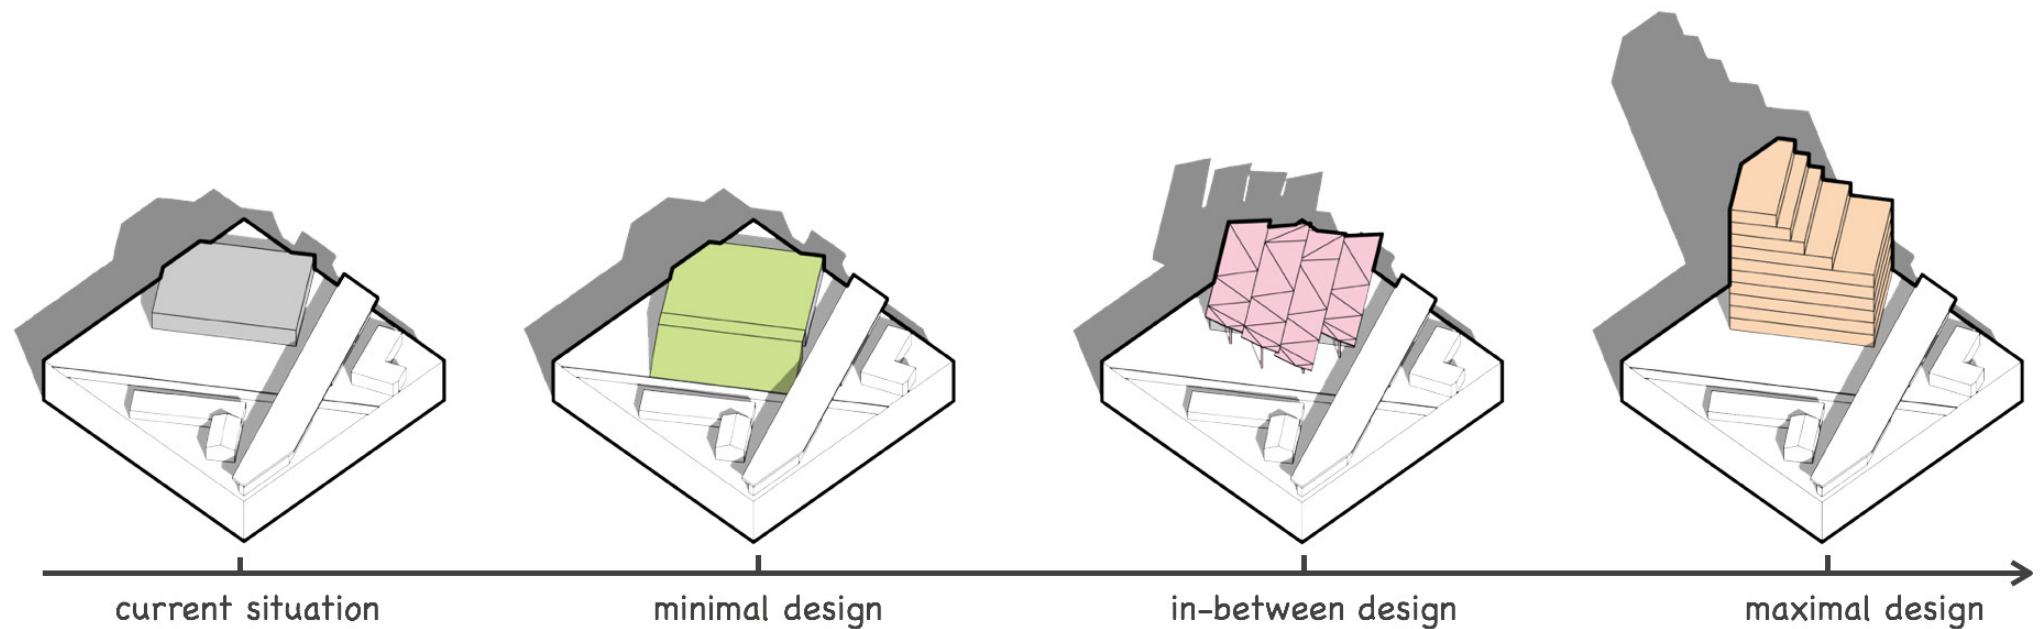 current situation
minimal design
in-between design
maximal design